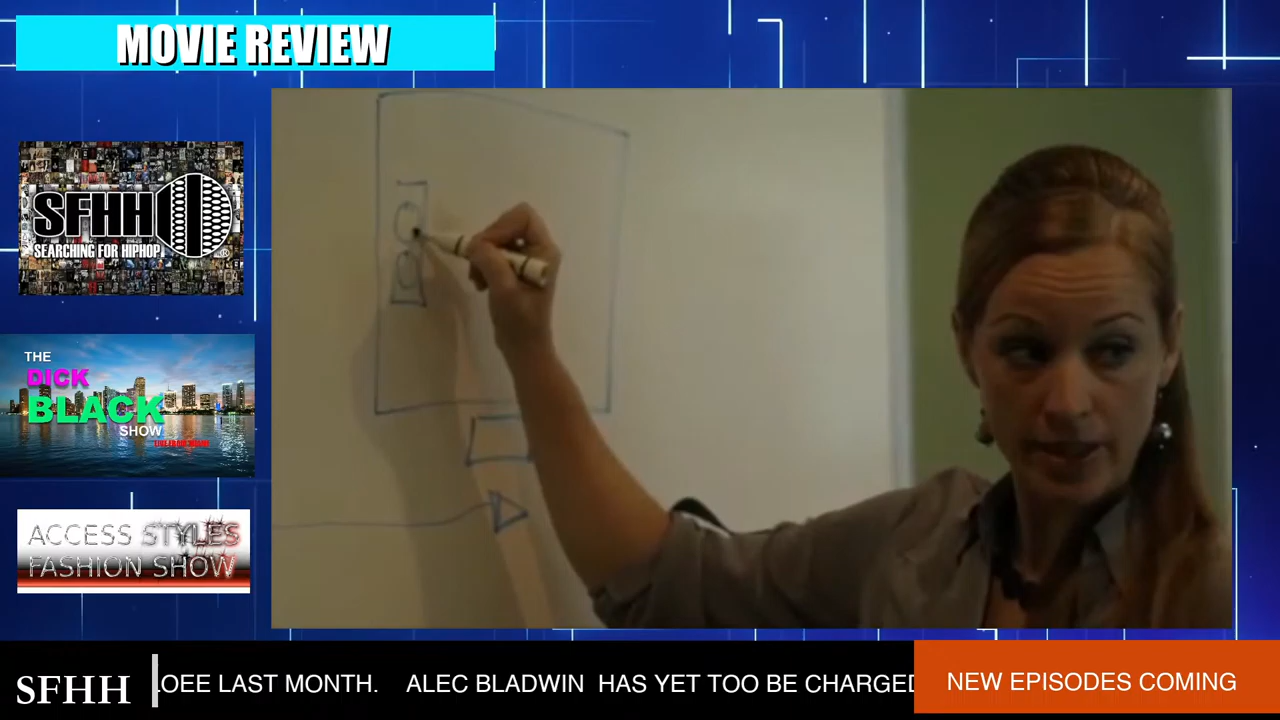 MOVIE REVIEW
SFHH
SEARCHING FOR HIPHOP
THE
DICK
BLACK
SHOW
ACCESS STYLES
FASHION SHOW
SFHH
LOEE LAST MONTH. ALEC BLADWIN HAS YET TOO BE CHARGED
NEW EPISODES COMING